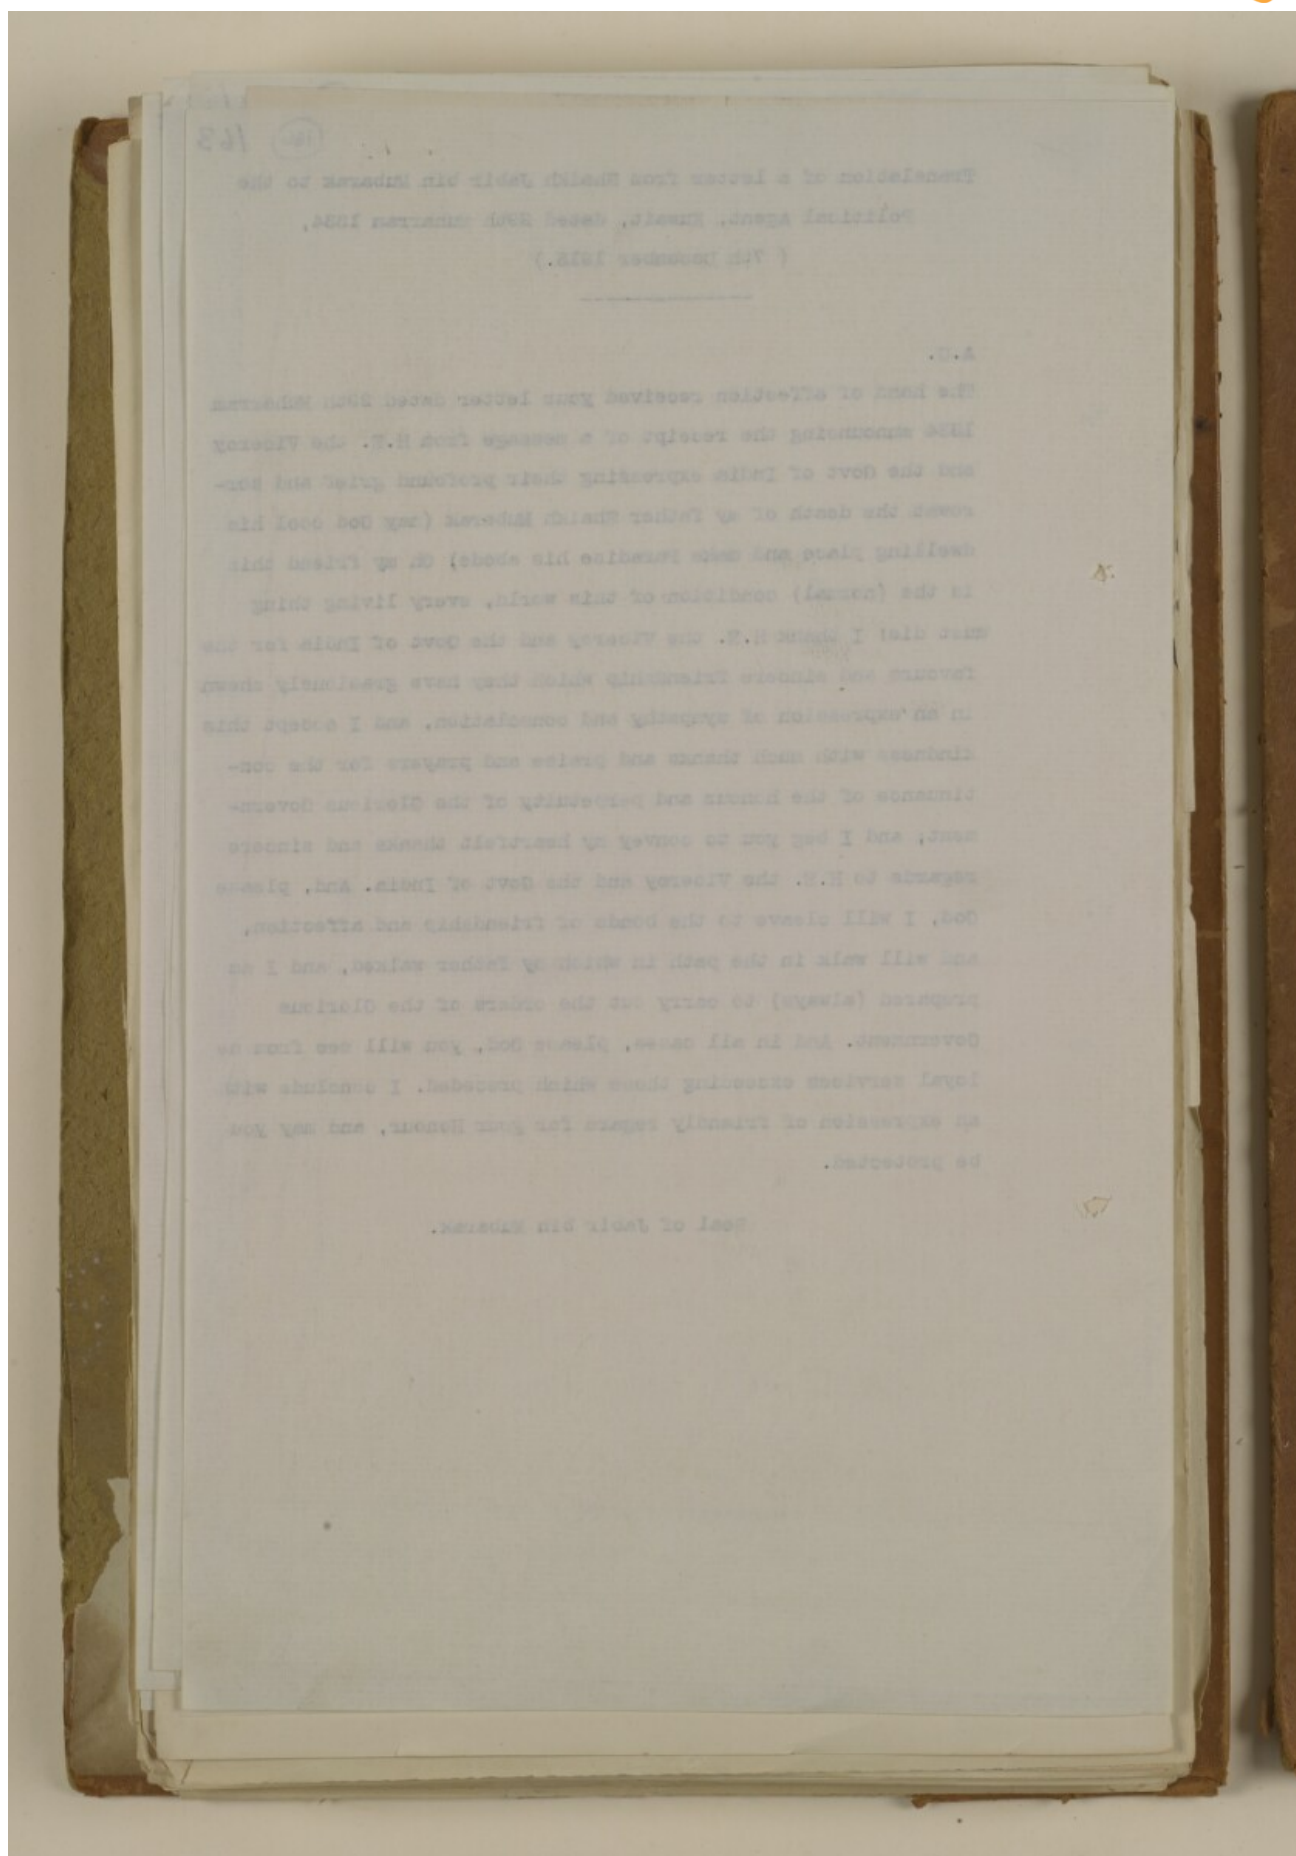 163
Translation of a letter from Shaikh Jabir bin Mubarak to the
Political Agent, Kuwait, dated 29th Muharram 1334,
( 7th December 1915.)
A.C.
The hand of affection received your letter dated 29th Muharram
1334 announcing the receipt of a message from H.E. the Viceroy
and the Govt of India expressing their profound grief and sor-
rowat the death of my father Shaikh Mubarak (may God cool his
dwelling place and make Paradise his abode) Oh my friend this
is the (normal) condition of this world, every living thing
must die! I thank H.E. the Viceroy and the Govt of India for the
favours and sincere friendship which they have graciously shewn
in an expression of sympathy and consolation, and I accept this
kindness with much thanks and praise and prayers for the con-
tinuance of the honour and perpetuity of the Glorious Govern-
ment; and I beg you to convey my heartfelt thanks and sincere
regards to H.E. the Viceroy and the Govt of India. And, please
God, I will cleave to the bonds of friendship and affection,
and will walk in the path in which my father walked, and I am
prepared (always) to carry out the orders of the Glorious
Government. And in all cases, please God, you will see from me
loyal services exceeding those which preceded. I conclude with
an expression of friendly regard for your Honour, and may you
be protected.
Seal of Jabir bin Mubarak.